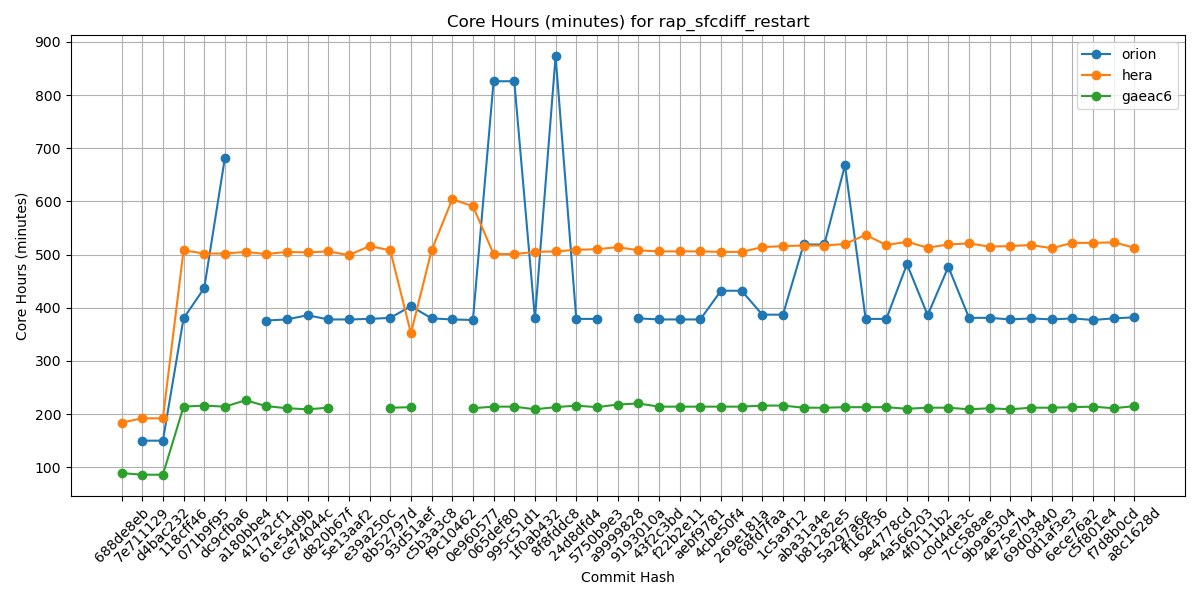 Core Hours (minutes) for rap_sfcdiff_restart
orion
hera
gaeac6
Core Hours (minutes)
900
800
700
600
500
400
300
200
100
688de8eb
7e711129
d4bac232
118cff46
071b9f95
dc9cfba6
a180bbe4
417a2cf1
61e54d9b
ce74044c
d820b67f
5e13aaf2
e39a250c
8b52797d
93d51aef
c5b3a3c8
f9c10462
0e960577
065def80
995c51d1
1f0ab432
8f8fdfdc8
24d8dfd4
5750b9e3
a9999828
9193010a
43f2c3bd
f22b2e11
aebf9781
4cbe50f4
269e181a
68fd7faa
1c5a9f12
aba31a4e
b81282e5
5a297a6e
ff162f36
9e4778cd
4a566203
4f011b2
c0d4de3c
7cc588ae
9b9a6304
4e75e7b4
69d03840
0d1af3e3
6ece76a2
c5f801e4
f7d8b0cd
a8c1628d
Commit Hash